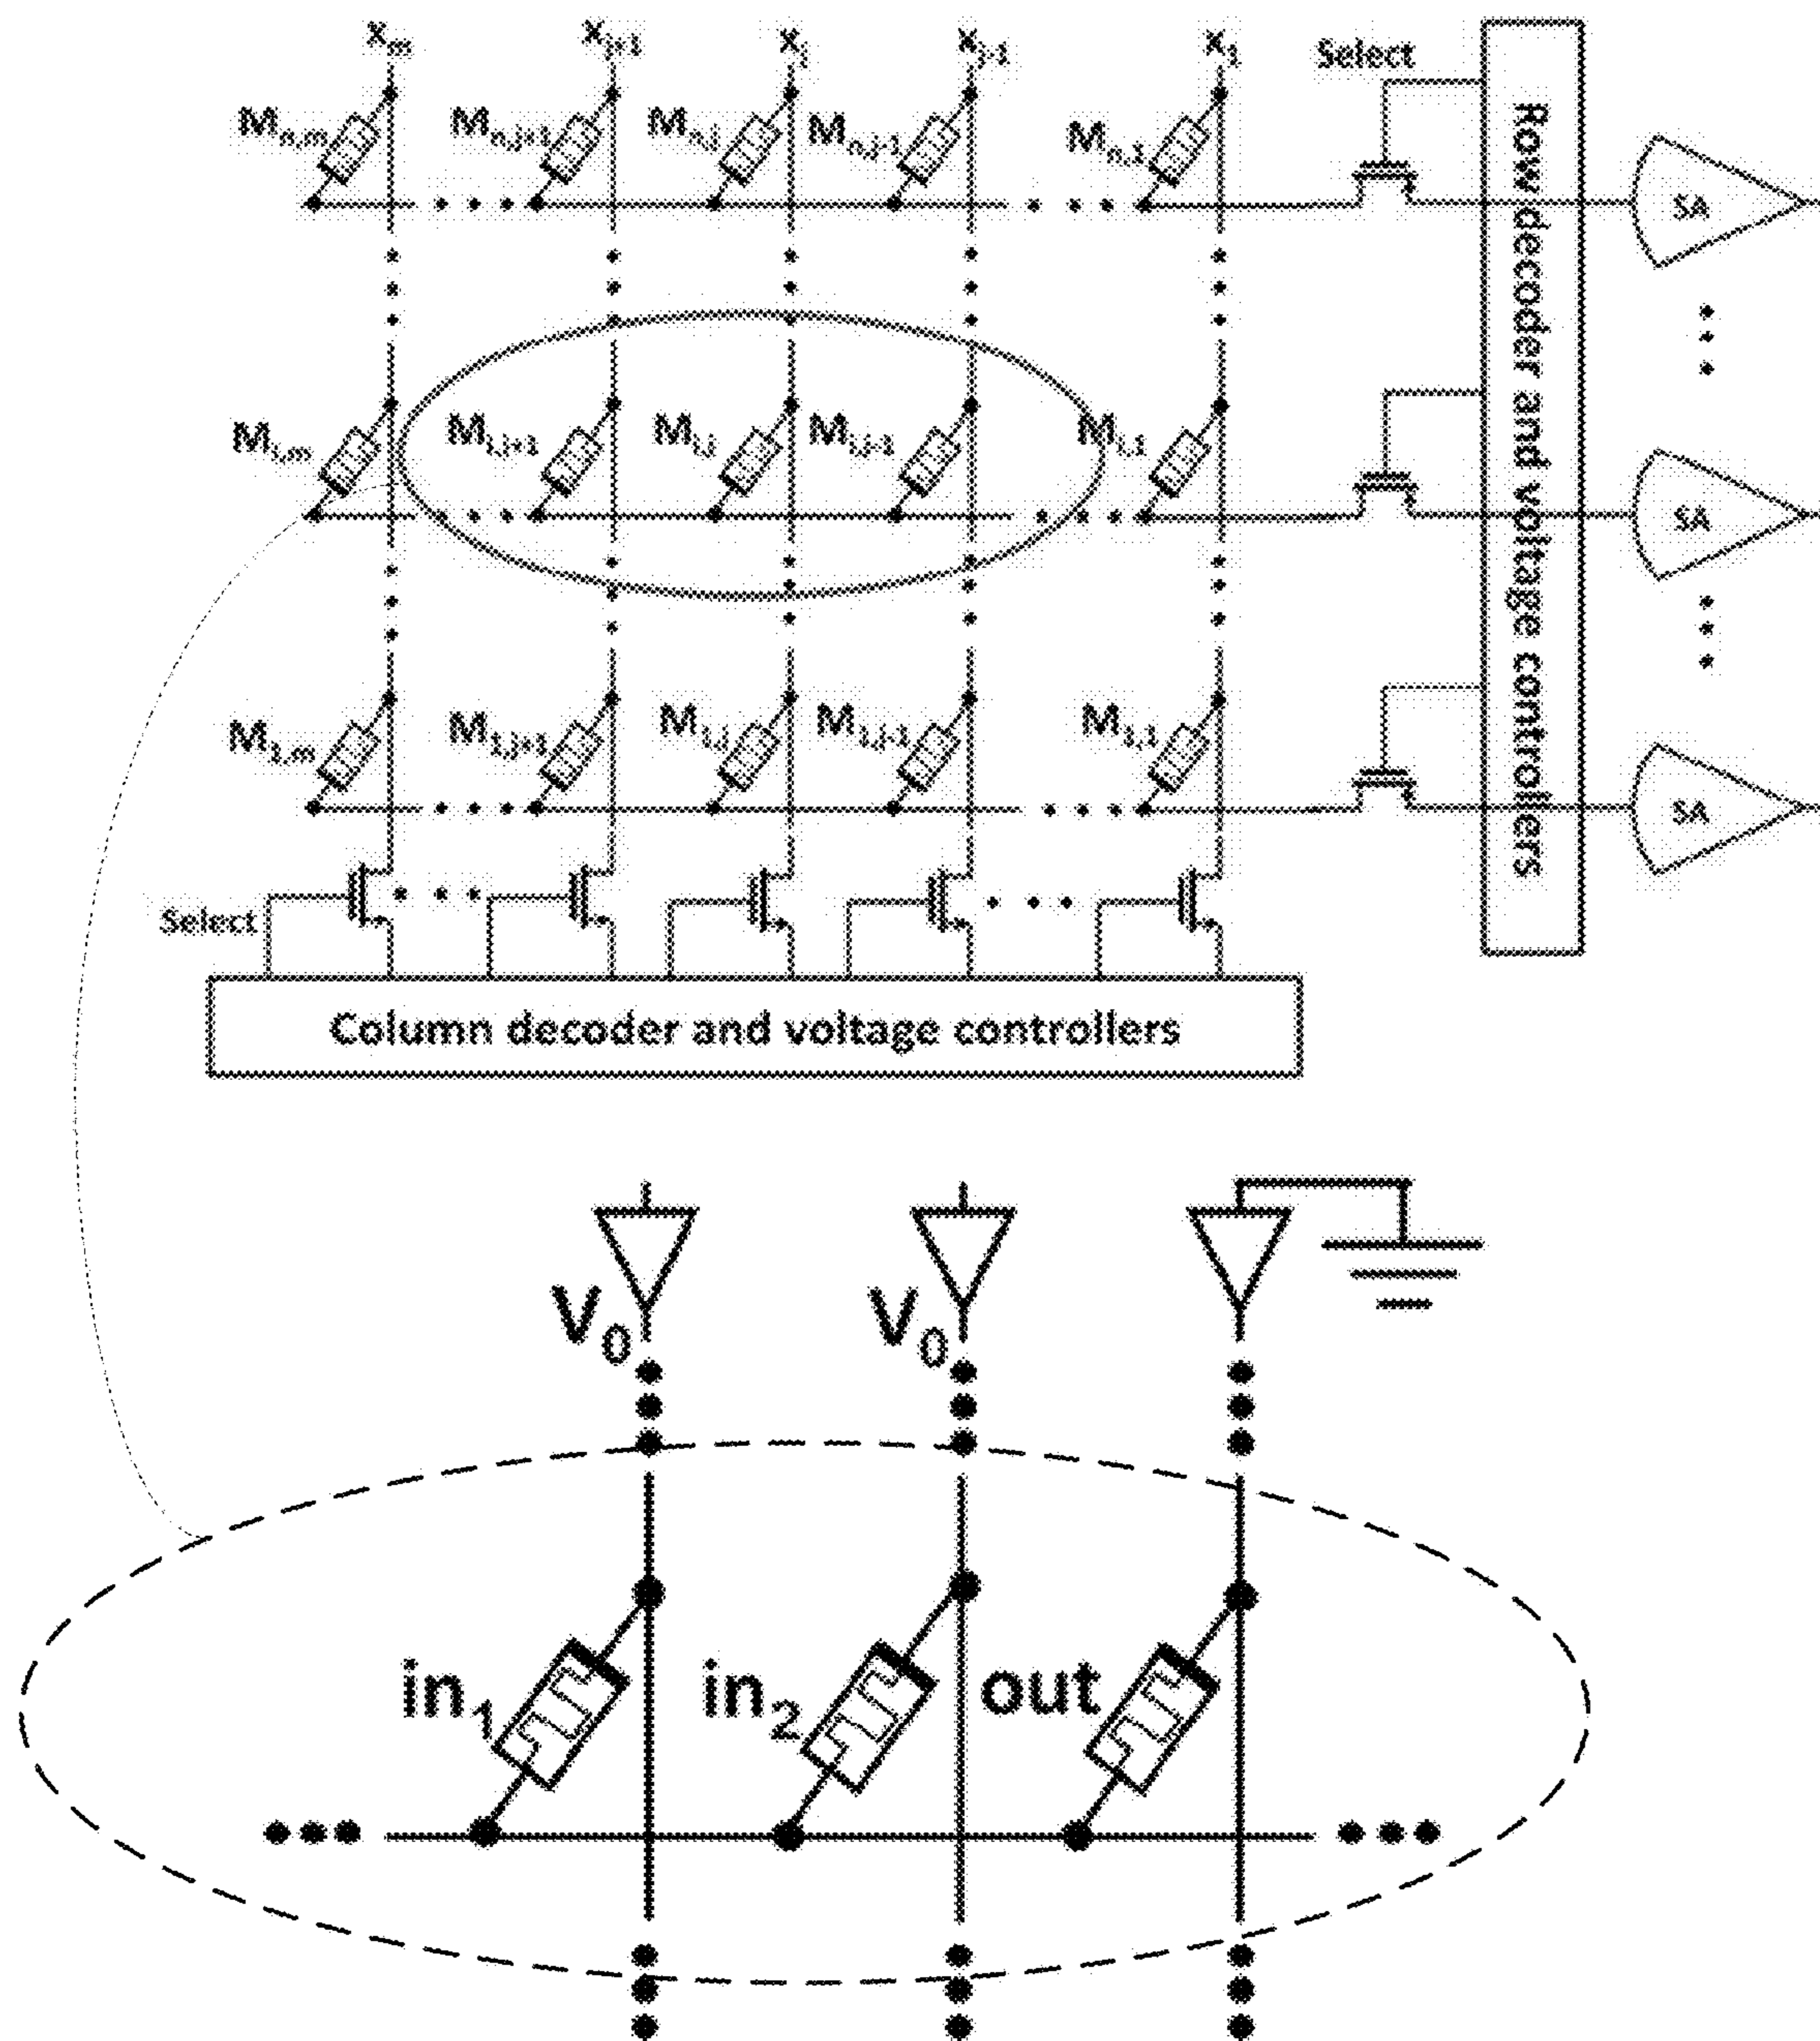 xₘ xⱼ₊₁ xⱼ xⱼ₋₁ x₁ Select
Mₙ,ₘ Mₙ,ⱼ₊₁ Mₙ,ⱼ Mₙ,ⱼ₋₁ Mₙ,₁
SA
Row decoder and voltage controllers
Mᵢ,ₘ Mᵢ,ⱼ₊₁ Mᵢ,ⱼ Mᵢ,ⱼ₋₁ Mᵢ,₁
SA
M₁,ₘ M₁,ⱼ₊₁ M₁,ⱼ M₁,ⱼ₋₁ M₁,₁
SA
Select
Column decoder and voltage controllers
V₀ V₀
in₁ in₂ out